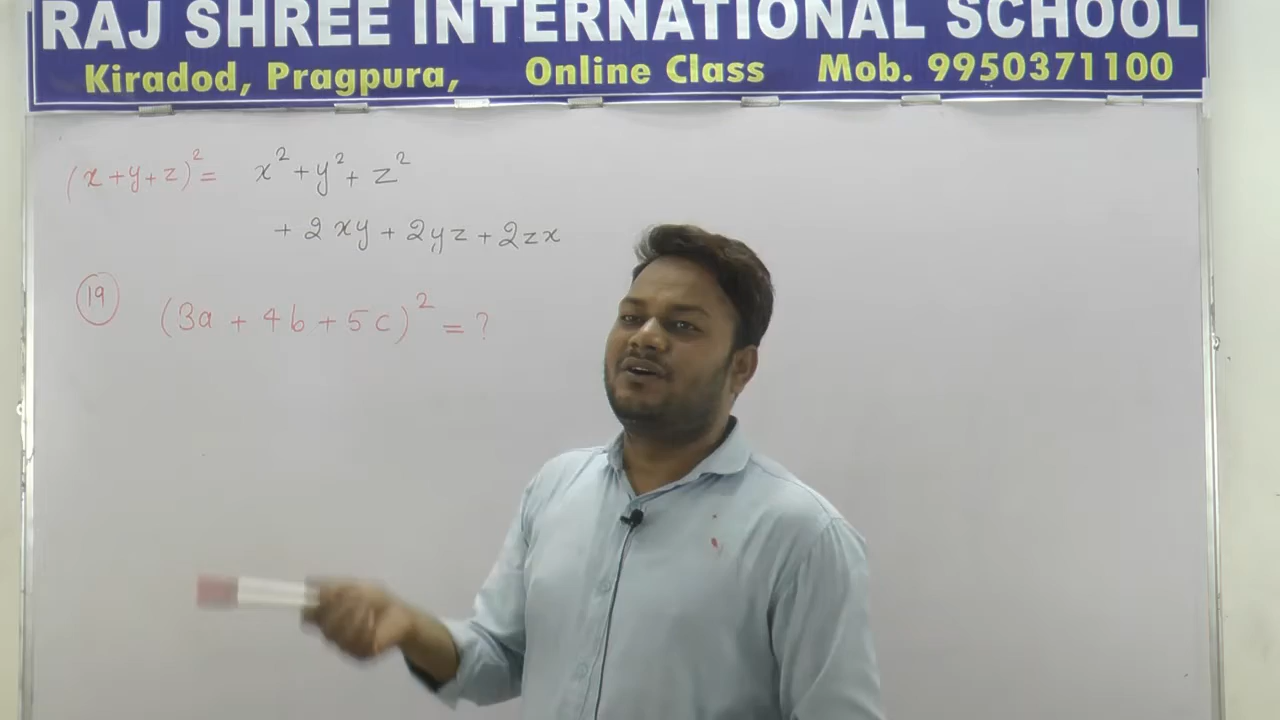 RAJ SHREE INTERNATIONAL SCHOOL
Kiradod, Pragpura, Online Class Mob. 9950371100
(x+y+z)² = x² + y² + z²
+ 2xy + 2yz + 2zx
19 (3a + 4b + 5c)² = ?